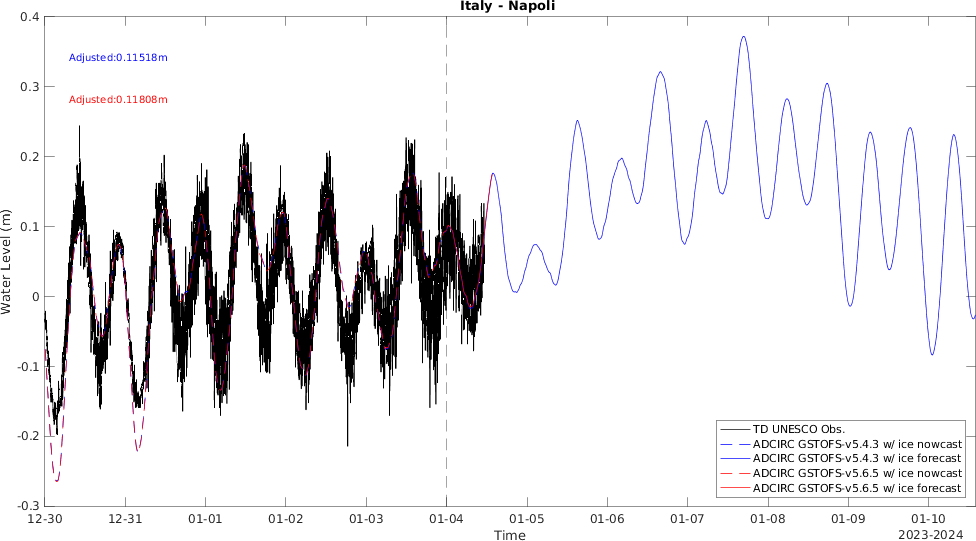 Italy - Napoli
Adjusted:0.11518m
Adjusted:0.11808m
Water Level (m)
0.4
0.3
0.2
0.1
0
-0.1
-0.2
-0.3
12-30
12-31
01-01
01-02
01-03
01-04
01-05
01-06
01-07
01-08
01-09
01-10
Time
2023-2024
TD UNESCO Obs.
ADCIRC GSTOFS-v5.4.3 w/ ice nowcast
ADCIRC GSTOFS-v5.4.3 w/ ice forecast
ADCIRC GSTOFS-v5.6.5 w/ ice nowcast
ADCIRC GSTOFS-v5.6.5 w/ ice forecast